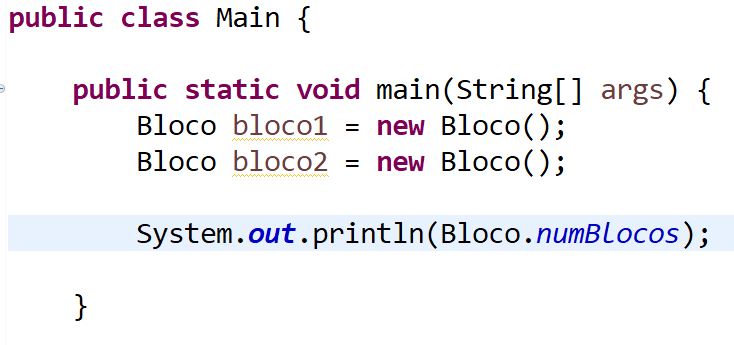 public class Main {
public static void main(String[] args) {
Bloco bloco1 = new Bloco();
Bloco bloco2 = new Bloco();
System.out.println(Bloco.numBlocos);
}